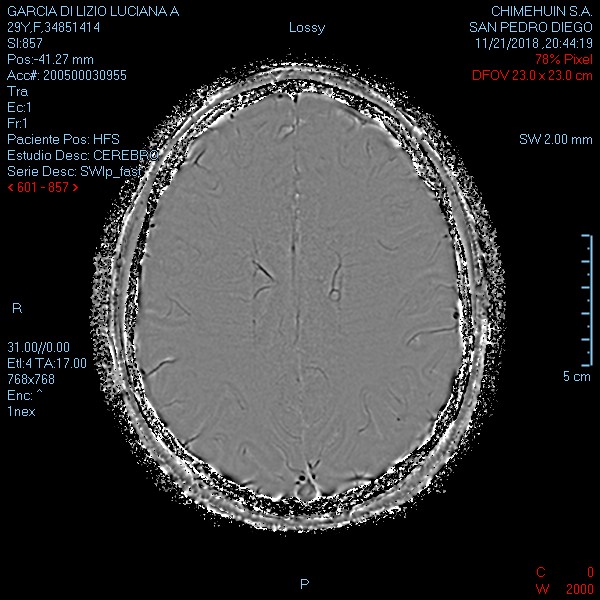 GARCIA DI LIZIO LUCIANA A
29Y,F,34851414
SI:857
Pos:-41.27 mm
Acc#: 200500030955
Tra
Ec:1
Fr:1
Paciente Pos: HFS
Estudio Desc: CEREBRO
Serie Desc: SWIp_fast
< 601 - 857 >
Lossy
CHIMEHUIN S.A.
SAN PEDRO DIEGO
11/21/2018 ,20:44:19
78% Pixel
DFOV 23.0 x 23.0 cm
SW 2.00 mm
R
31.00//0.00
Etl:4 TA:17.00
768x768
Enc: ^
1nex
5 cm
P
C 0
W 2000